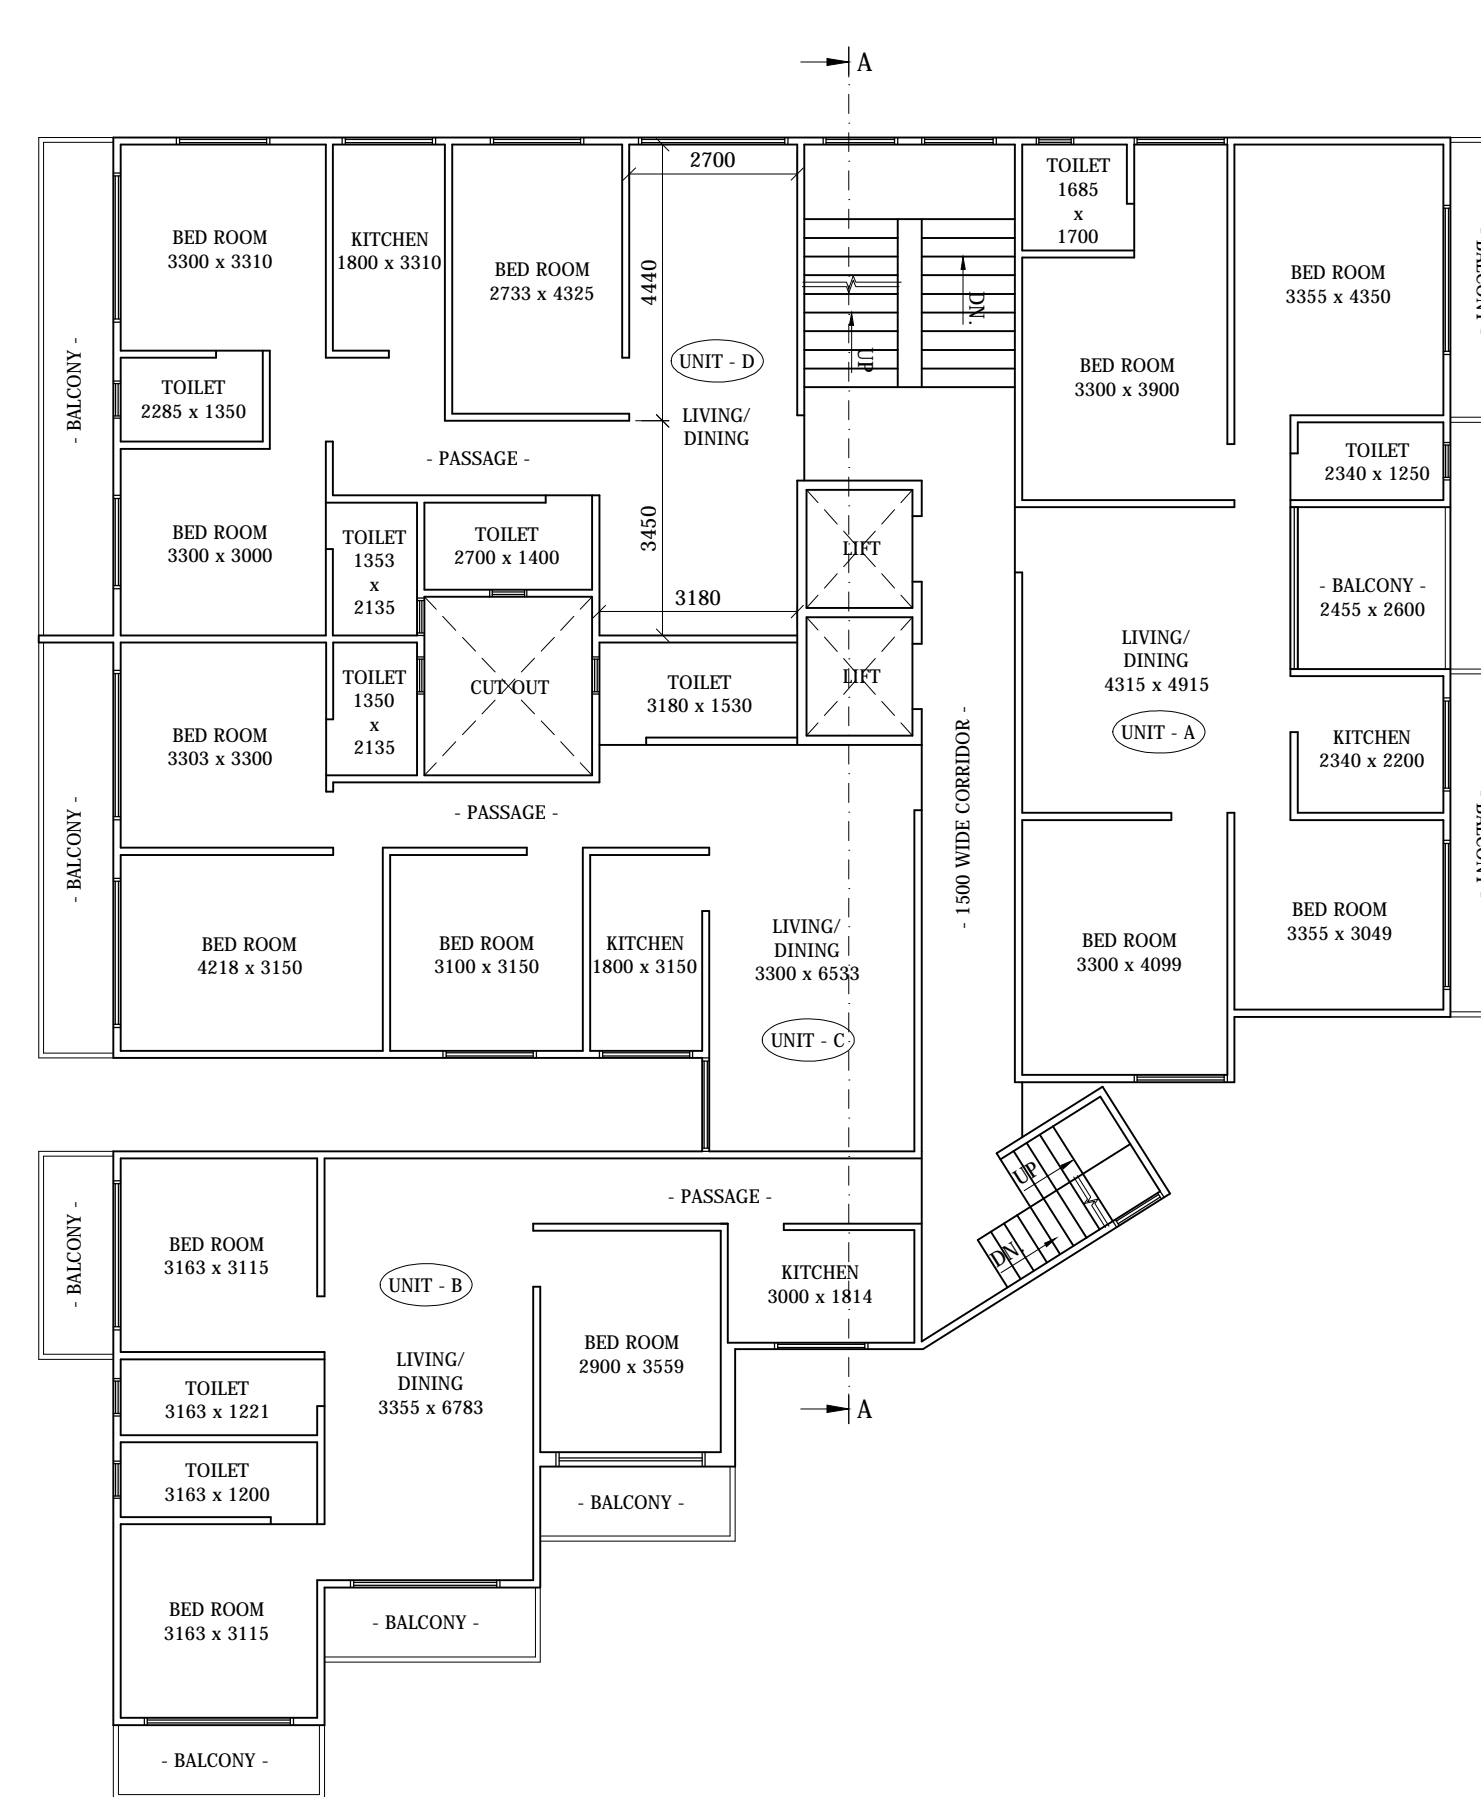 A
BED ROOM
3300 x 3310
KITCHEN
1800 x 3310
BED ROOM
2733 x 4325
2700
4440
UNIT - D
LIVING/
DINING
UP
DN.
TOILET
1685
x
1700
BED ROOM
3300 x 3900
BED ROOM
3355 x 4350
- BALCONY -
- BALCONY -
TOILET
2285 x 1350
- PASSAGE -
TOILET
2340 x 1250
BED ROOM
3300 x 3000
TOILET
1353
x
2135
TOILET
2700 x 1400
3450
3180
LIFT
- BALCONY -
2455 x 2600
LIVING/
DINING
4315 x 4915
UNIT - A
BED ROOM
3303 x 3300
TOILET
1350
x
2135
CUT OUT
TOILET
3180 x 1530
LIFT
KITCHEN
2340 x 2200
- BALCONY -
- PASSAGE -
- 1500 WIDE CORRIDOR -
- BALCONY -
BED ROOM
4218 x 3150
BED ROOM
3100 x 3150
KITCHEN
1800 x 3150
LIVING/
DINING
3300 x 6533
UNIT - C
BED ROOM
3300 x 4099
BED ROOM
3355 x 3049
- BALCONY -
BED ROOM
3163 x 3115
- PASSAGE -
UP
DN.
UNIT - B
KITCHEN
3000 x 1814
LIVING/
DINING
3355 x 6783
BED ROOM
2900 x 3559
TOILET
3163 x 1221
A
TOILET
3163 x 1200
- BALCONY -
BED ROOM
3163 x 3115
- BALCONY -
- BALCONY -